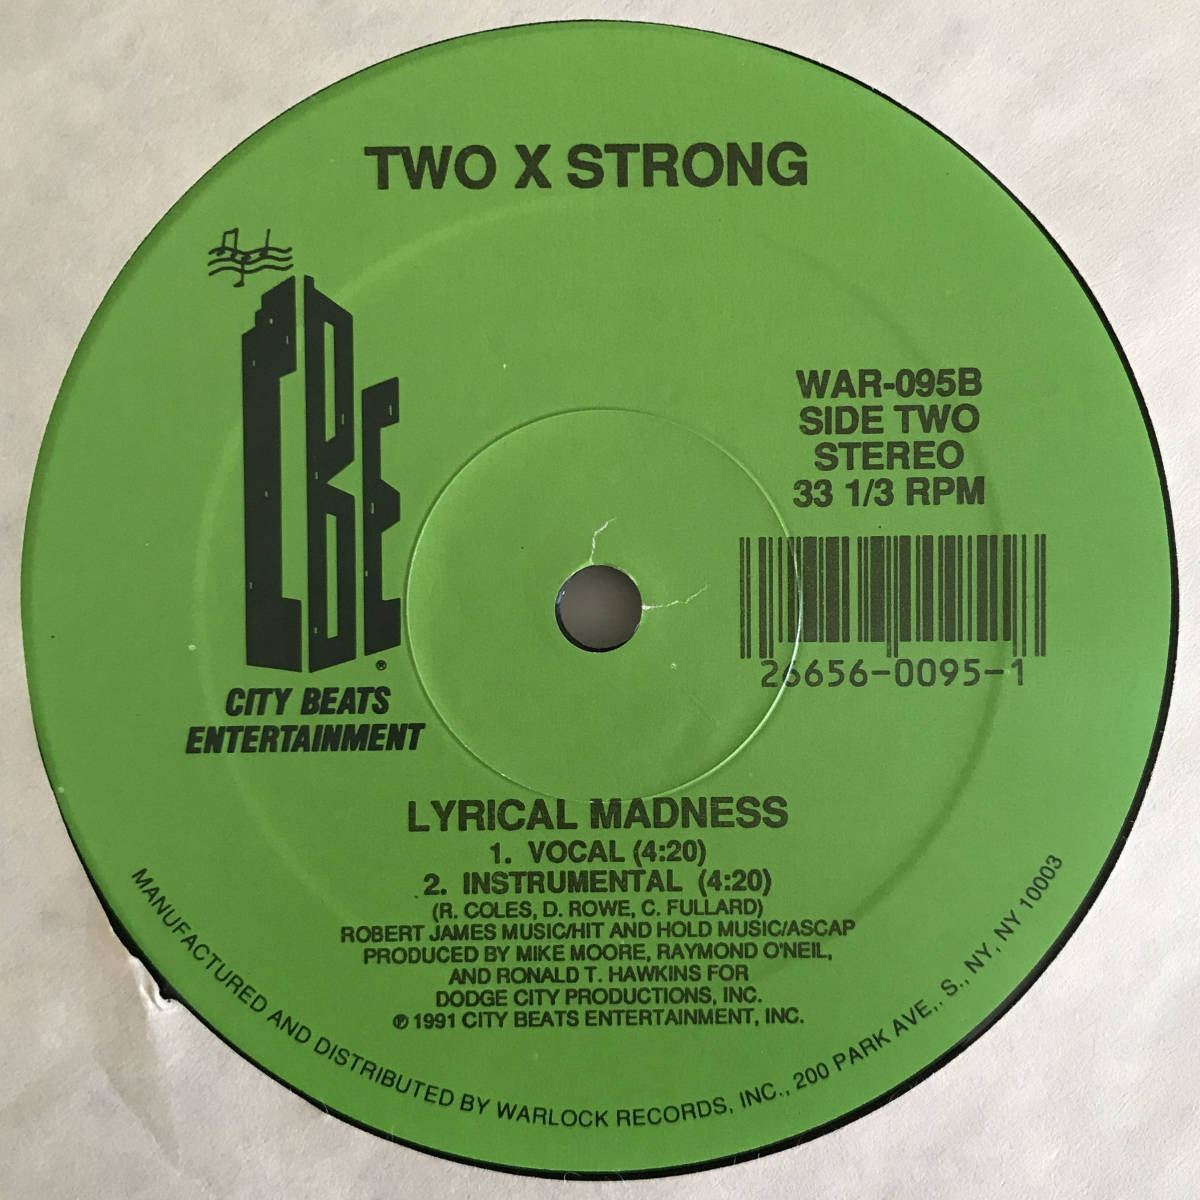 TWO X STRONG
CBE
®
CITY BEATS
ENTERTAINMENT
WAR-095B
SIDE TWO
STEREO
33 1/3 RPM
26656-0095-1
LYRICAL MADNESS
1. VOCAL (4:20)
2. INSTRUMENTAL (4:20)
(R. COLES, D. ROWE, C. FULLARD)
ROBERT JAMES MUSIC/HIT AND HOLD MUSIC/ASCAP
PRODUCED BY MIKE MOORE, RAYMOND O'NEIL,
AND RONALD T. HAWKINS FOR
DODGE CITY PRODUCTIONS, INC.
℗ 1991 CITY BEATS ENTERTAINMENT, INC.
MANUFACTURED AND DISTRIBUTED BY WARLOCK RECORDS, INC., 200 PARK AVE,. S., NY, NY 10003